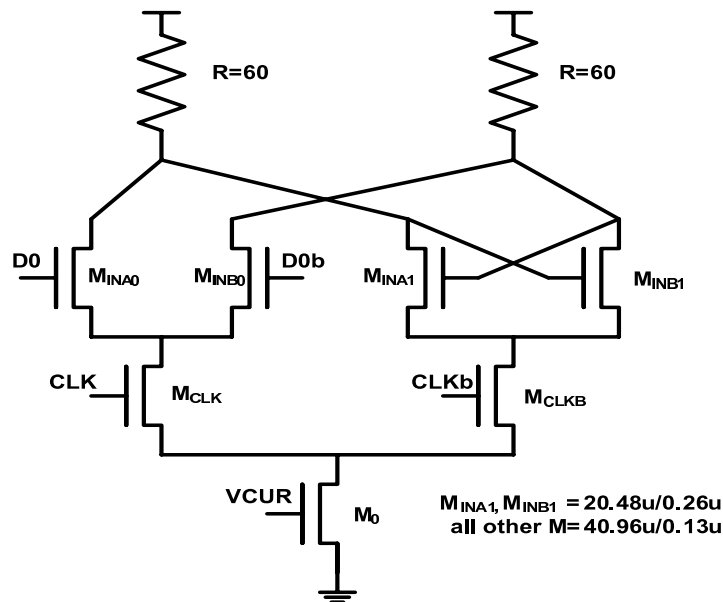 R=60
R=60
D0
MINA0
MINB0
D0b
MINA1
MINB1
CLK
MCLK
CLKb
MCLKB
VCUR
M0
MINA1, MINB1 = 20.48u/0.26u
all other M= 40.96u/0.13u